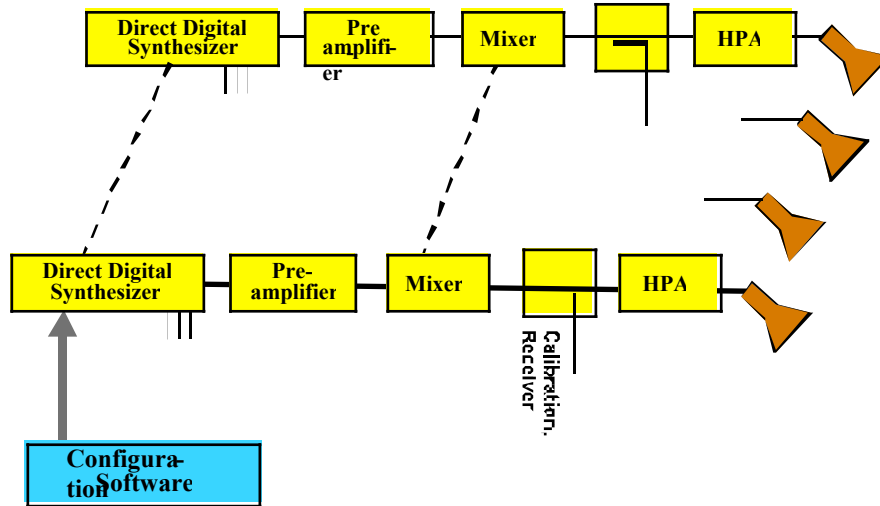 Direct Digital
Synthesizer
Pre
amplifi-
er
Mixer
HPA
Direct Digital
Synthesizer
Pre-
amplifier
Mixer
HPA
Calibration.
Receiver
Configura-
tion
Software